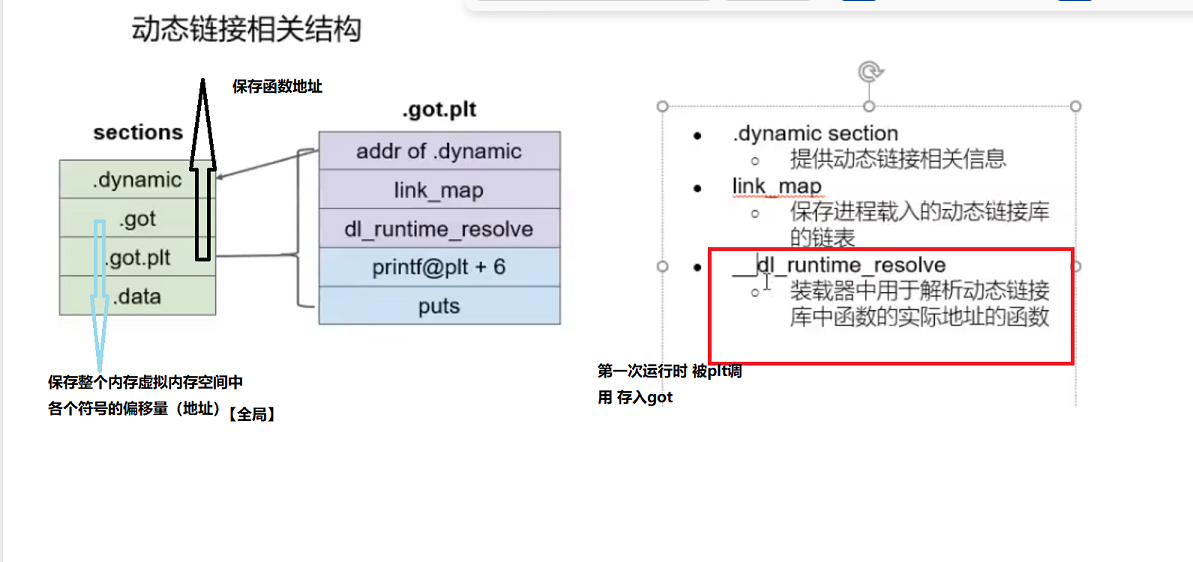 动态链接相关结构
保存函数地址
sections
.dynamic
.got
.got.plt
.data
保存整个内存虚拟内存空间中
各个符号的偏移量（地址）【全局】
.got.plt
addr of .dynamic
link_map
dl_runtime_resolve
printf@plt + 6
puts
.dynamic section
提供动态链接相关信息
link_map
保存进程载入的动态链接库
的链表
__dl_runtime_resolve
装载器中用于解析动态链接
库中函数的实际地址的函数
第一次运行时 被plt调
用 存入got